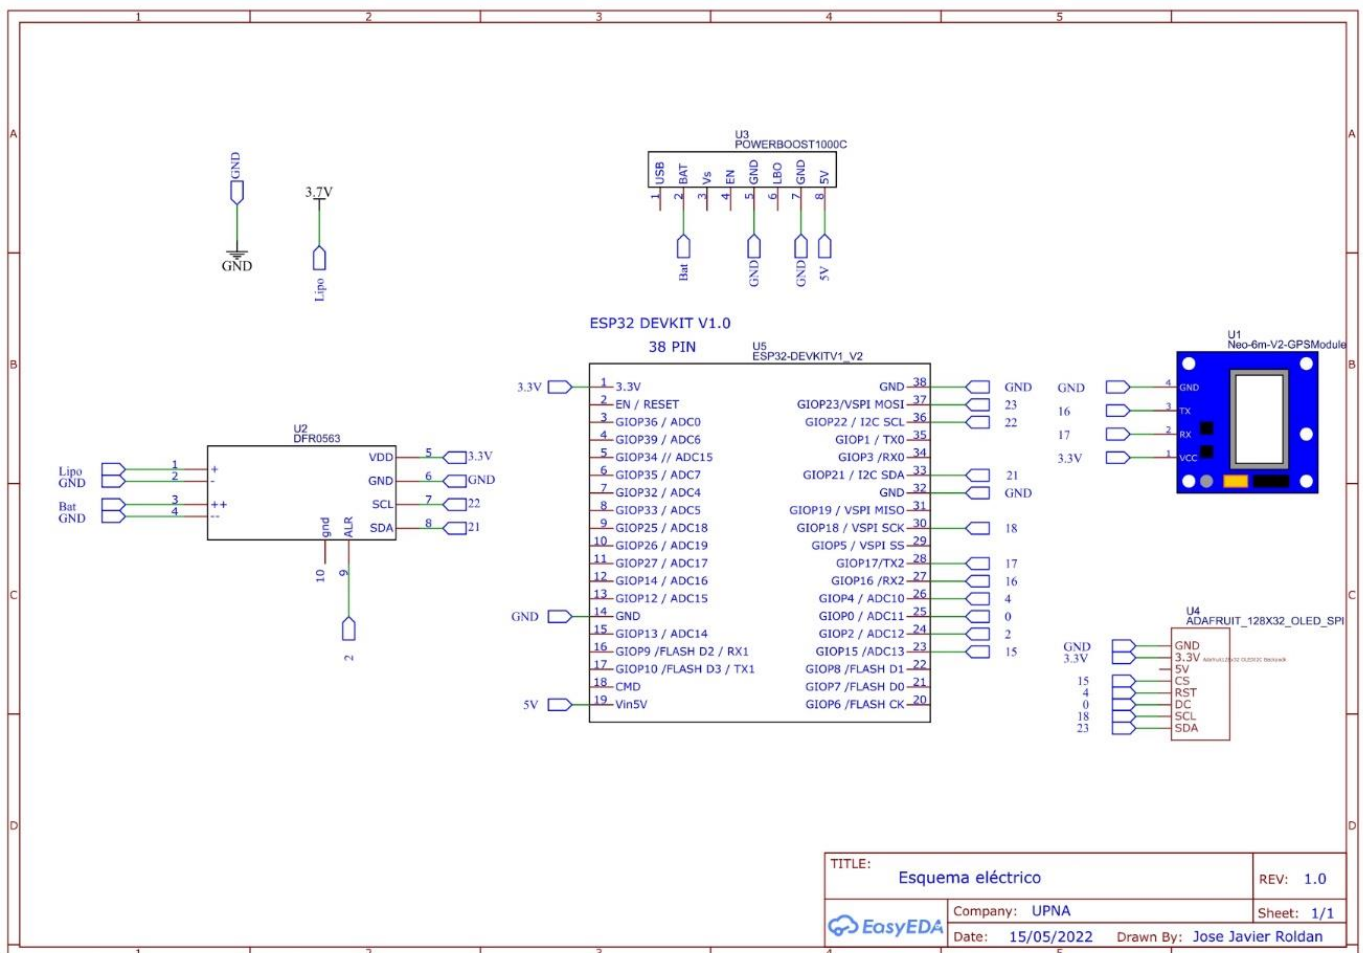 1 2 3 4 5
A A
U3
POWERBOOST1000C
USB BAT Vs EN GND LBO GND 5V
1 2 3 4 5 6 7 8
Bat GND GND 5V
GND
GND
3.7V
Lipo
B B
ESP32 DEVKIT V1.0
38 PIN
U5
ESP32-DEVKITV1_V2
3.3V 1 3.3V
2 EN / RESET
3 GIOP36 / ADC0
4 GIOP39 / ADC6
5 GIOP34 // ADC15
6 GIOP35 / ADC7
7 GIOP32 / ADC4
8 GIOP33 / ADC5
9 GIOP25 / ADC18
10 GIOP26 / ADC19
11 GIOP27 / ADC17
12 GIOP14 / ADC16
13 GIOP12 / ADC15
GND 14 GND
15 GIOP13 / ADC14
16 GIOP9 /FLASH D2 / RX1
17 GIOP10 /FLASH D3 / TX1
18 CMD
5V 19 Vin5V
GND 38 GND
GIOP23/VSPI MOSI 37 23
GIOP22 / I2C SCL 36 22
GIOP1 / TX0 35
GIOP3 /RX0 34
GIOP21 / I2C SDA 33 21
GND 32 GND
GIOP19 / VSPI MISO 31
GIOP18 / VSPI SCK 30 18
GIOP5 / VSPI SS 29
GIOP17/TX2 28 17
GIOP16 /RX2 27 16
GIOP4 / ADC10 26 4
GIOP0 / ADC11 25 0
GIOP2 / ADC12 24 2
GIOP15 /ADC13 23 15
GIOP8 /FLASH D1 22
GIOP7 /FLASH D0 21
GIOP6 /FLASH CK 20
U1
Neo-6m-V2-GPSModule
GND 4 GND
16 3 TX
17 2 RX
3.3V 1 VCC
U2
DFR0563
Lipo 1 +
GND 2 -
Bat 3 ++
GND 4 --
VDD 5 3.3V
GND 6 GND
SCL 7 22
SDA 8 21
gnd ALR
10 9
2
C C
U4
ADAFRUIT_128X32_OLED_SPI
GND GND
3.3V 3.3V
5V
15 CS
4 RST
0 DC
18 SCL
23 SDA
D D
TITLE:
Esquema eléctrico
REV: 1.0
EasyEDA
Company: UPNA
Sheet: 1/1
Date: 15/05/2022 Drawn By: Jose Javier Roldan
1 2 3 4 5